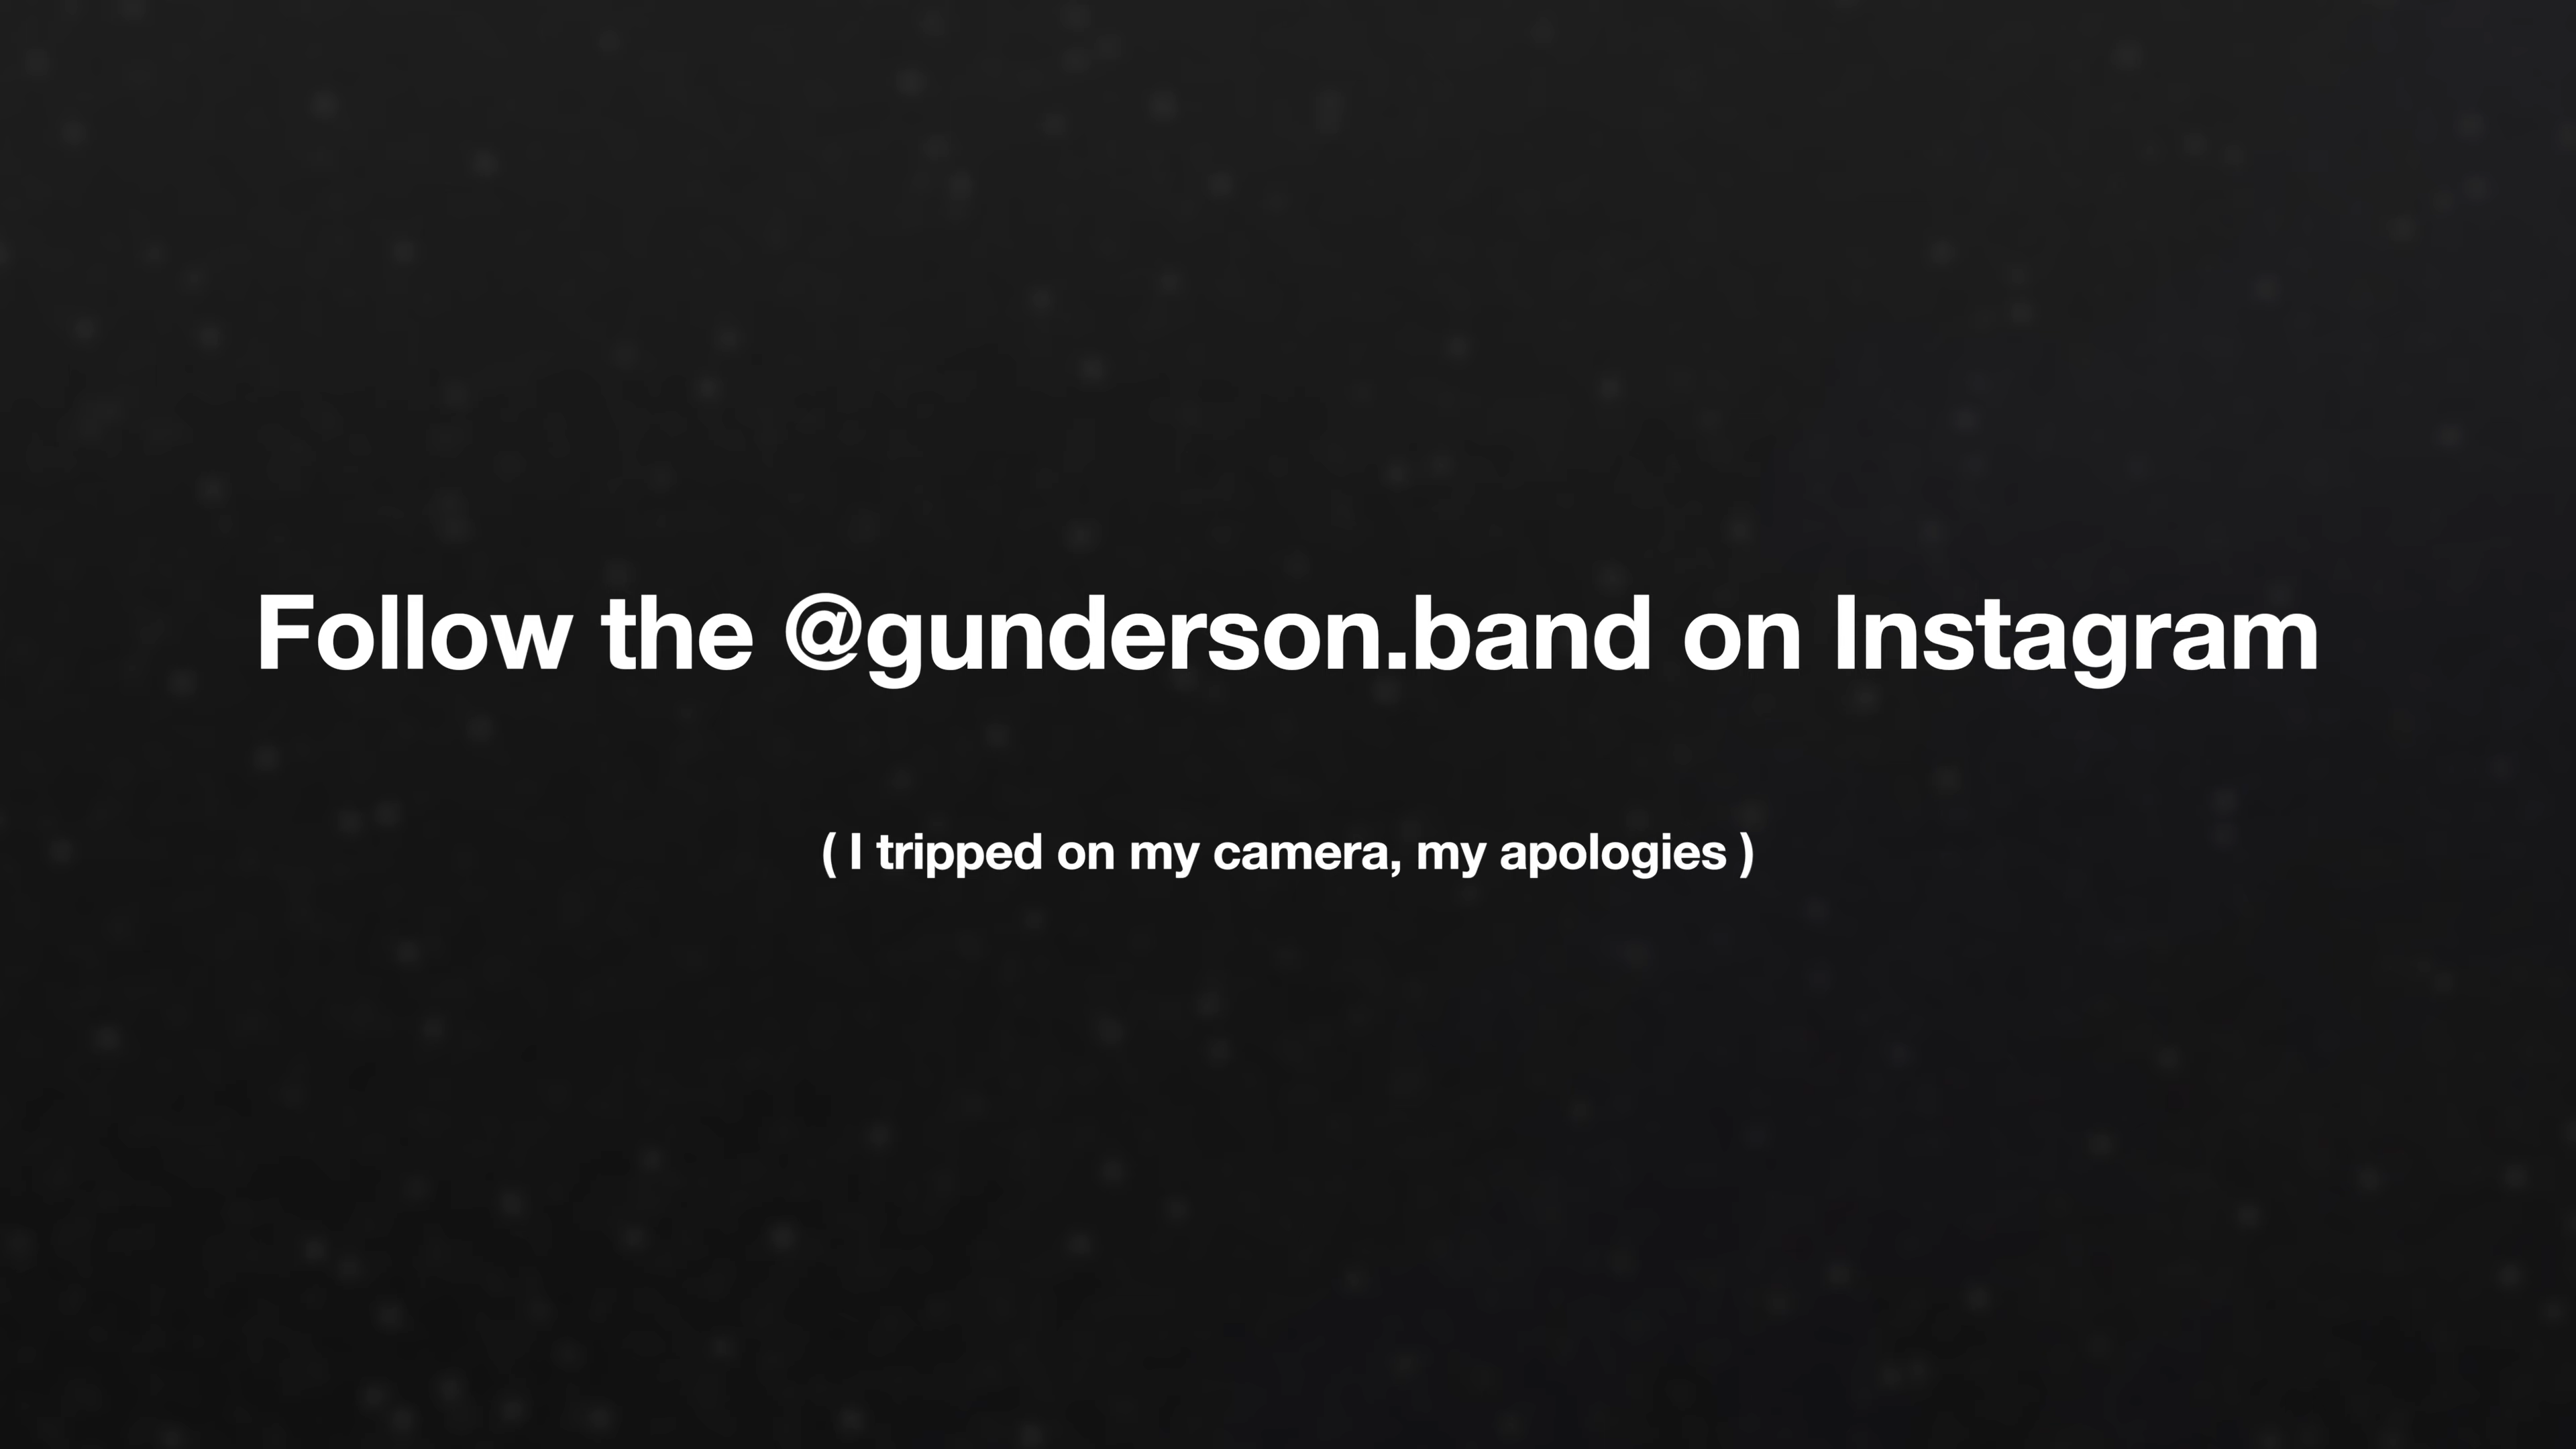 Follow the @gunderson.band on Instagram
( I tripped on my camera, my apologies )